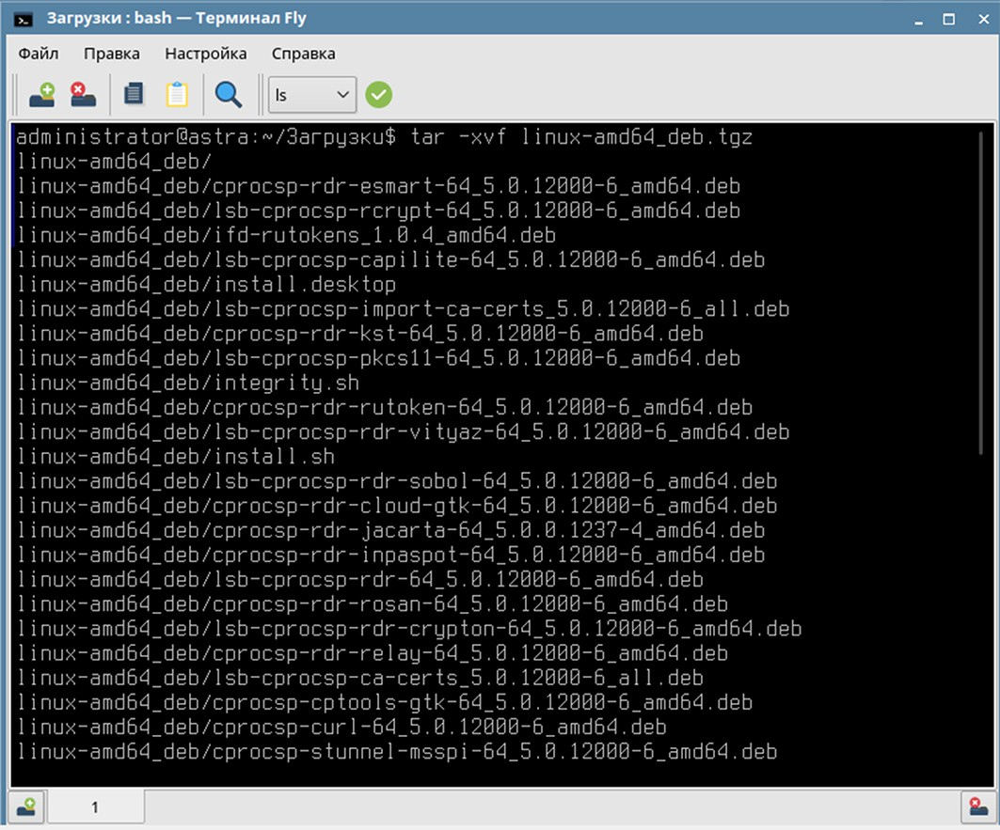 Загрузки : bash — Терминал Fly
Файл Правка Настройка Справка
ls
administrator@astra:~/Загрузки$ tar -xvf linux-amd64_deb.tgz
linux-amd64_deb/
linux-amd64_deb/cprocsp-rdr-esmart-64_5.0.12000-6_amd64.deb
linux-amd64_deb/lsb-cprocsp-rcrypt-64_5.0.12000-6_amd64.deb
linux-amd64_deb/ifd-rutokens_1.0.4_amd64.deb
linux-amd64_deb/lsb-cprocsp-capilite-64_5.0.12000-6_amd64.deb
linux-amd64_deb/install.desktop
linux-amd64_deb/lsb-cprocsp-import-ca-certs_5.0.12000-6_all.deb
linux-amd64_deb/cprocsp-rdr-kst-64_5.0.12000-6_amd64.deb
linux-amd64_deb/lsb-cprocsp-pkcs11-64_5.0.12000-6_amd64.deb
linux-amd64_deb/integrity.sh
linux-amd64_deb/cprocsp-rdr-rutoken-64_5.0.12000-6_amd64.deb
linux-amd64_deb/lsb-cprocsp-rdr-vityaz-64_5.0.12000-6_amd64.deb
linux-amd64_deb/install.sh
linux-amd64_deb/lsb-cprocsp-rdr-sobol-64_5.0.12000-6_amd64.deb
linux-amd64_deb/cprocsp-rdr-cloud-gtk-64_5.0.12000-6_amd64.deb
linux-amd64_deb/cprocsp-rdr-jacarta-64_5.0.0.1237-4_amd64.deb
linux-amd64_deb/cprocsp-rdr-inpaspot-64_5.0.12000-6_amd64.deb
linux-amd64_deb/lsb-cprocsp-rdr-64_5.0.12000-6_amd64.deb
linux-amd64_deb/cprocsp-rdr-rosan-64_5.0.12000-6_amd64.deb
linux-amd64_deb/lsb-cprocsp-rdr-crypton-64_5.0.12000-6_amd64.deb
linux-amd64_deb/cprocsp-rdr-relay-64_5.0.12000-6_amd64.deb
linux-amd64_deb/lsb-cprocsp-ca-certs_5.0.12000-6_all.deb
linux-amd64_deb/cprocsp-cptools-gtk-64_5.0.12000-6_amd64.deb
linux-amd64_deb/cprocsp-curl-64_5.0.12000-6_amd64.deb
linux-amd64_deb/cprocsp-stunnel-msspi-64_5.0.12000-6_amd64.deb
1